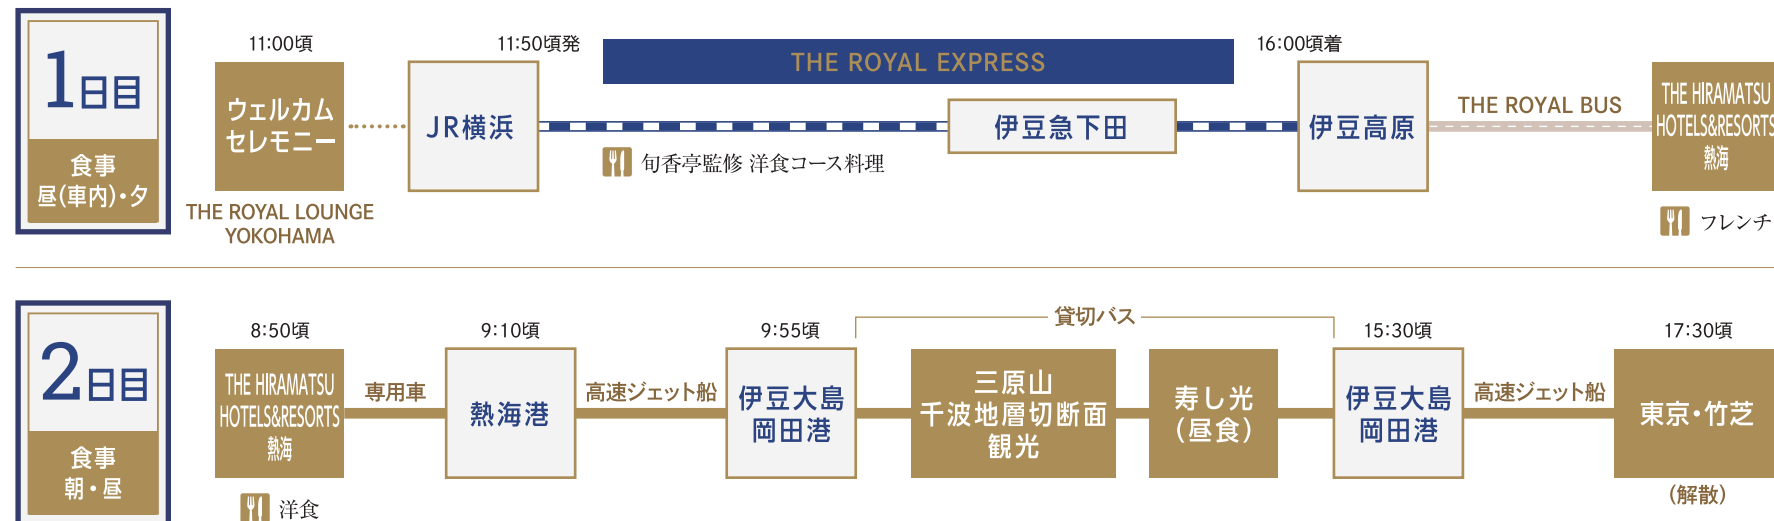 1日目
食事
昼(車内)・夕
11:00頃
ウェルカム
セレモニー
THE ROYAL LOUNGE
YOKOHAMA
JR横浜
11:50頃発
THE ROYAL EXPRESS
旬香亭監修 洋食コース料理
伊豆急下田
16:00頃着
伊豆高原
THE ROYAL BUS
THE HIRAMATSU
HOTELS&RESORTS
熱海
フレンチ
2日目
食事
朝・昼
8:50頃
THE HIRAMATSU
HOTELS&RESORTS
熱海
洋食
専用車
9:10頃
熱海港
高速ジェット船
9:55頃
伊豆大島
岡田港
貸切バス
三原山
千波地層切断面
観光
寿し光
(昼食)
15:30頃
伊豆大島
岡田港
高速ジェット船
17:30頃
東京・竹芝
(解散)